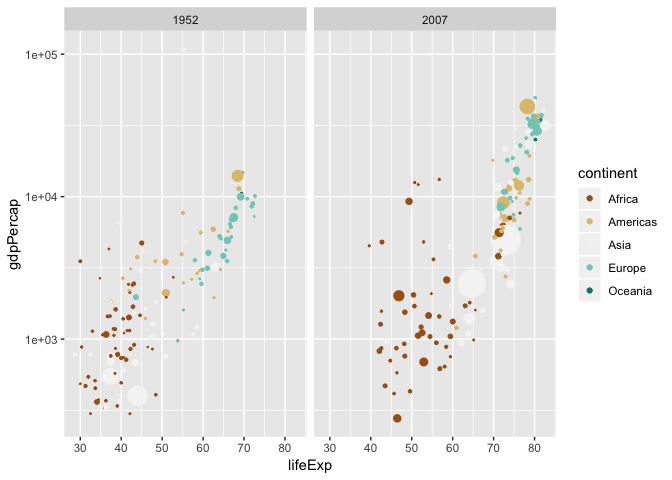 1952
2007
1e+05
1e+04
1e+03
gdpPercap
30 40 50 60 70 80
30 40 50 60 70 80
lifeExp
continent
Africa
Americas
Asia
Europe
Oceania